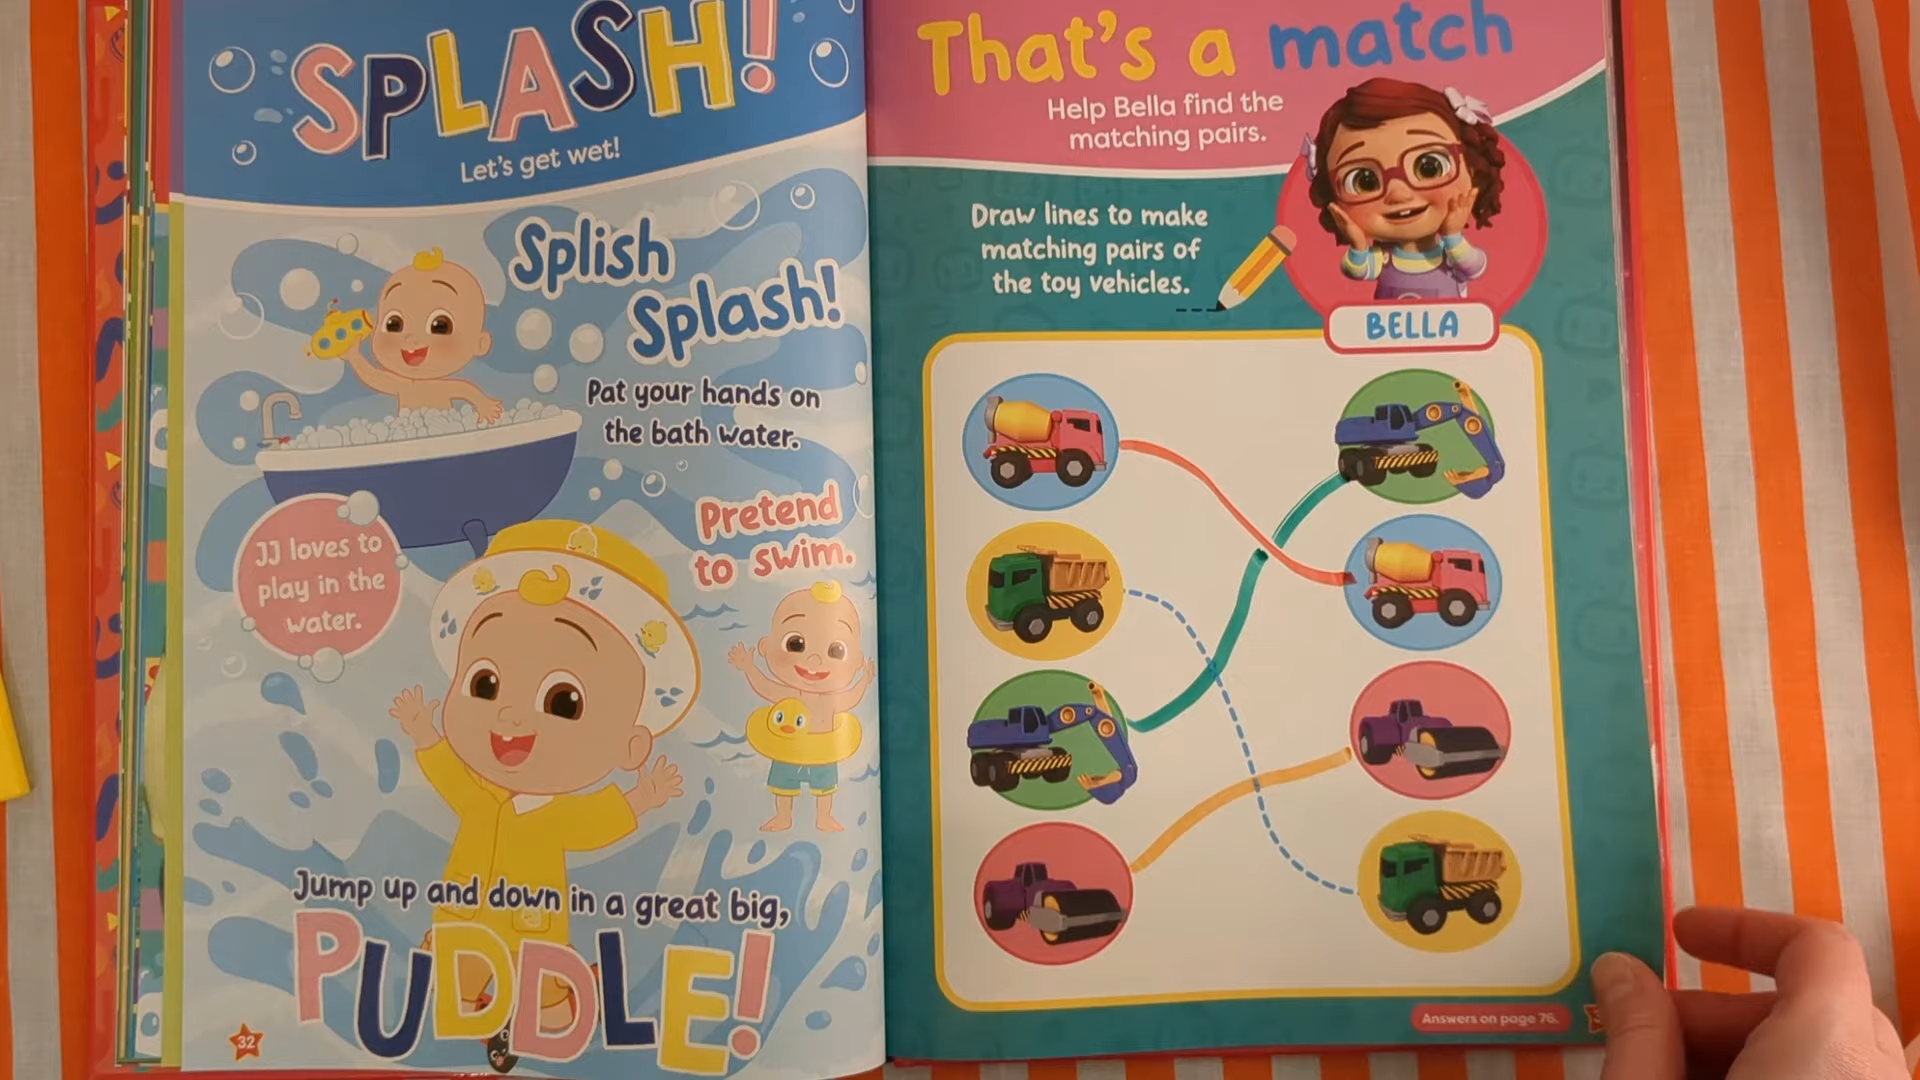 SPLASH!
Let's get wet!
Splish
Splash!
Pat your hands on
the bath water.
Pretend
to swim.
JJ loves to
play in the
water.
Jump up and down in a great big,
PUDDLE!
32
That's a match
Help Bella find the
matching pairs.
Draw lines to make
matching pairs of
the toy vehicles.
BELLA
Answers on page 76.